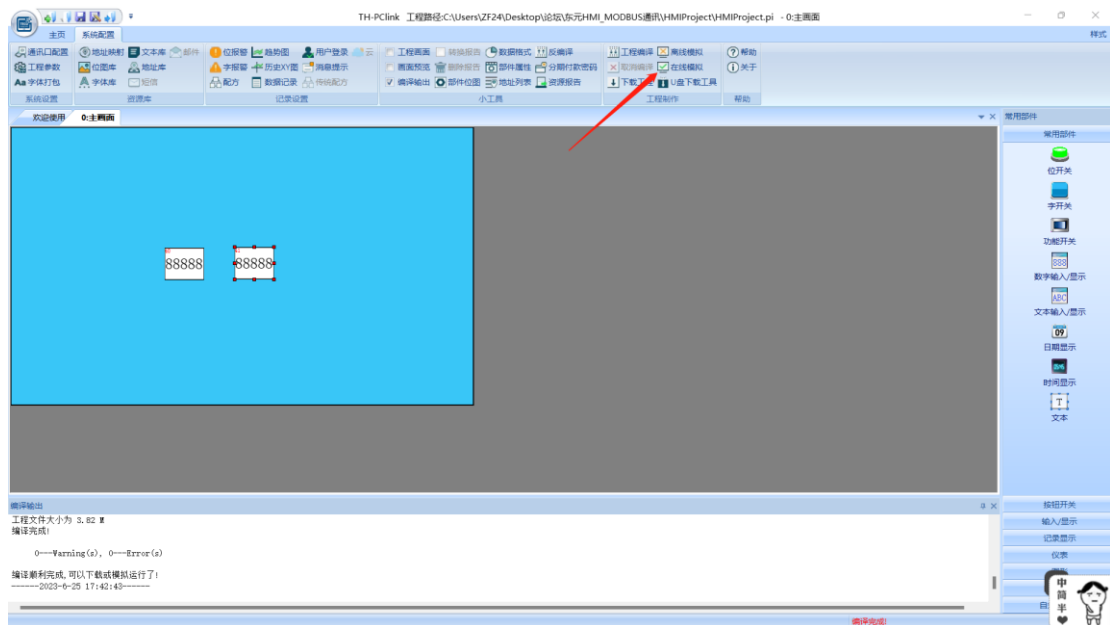 TH-PClink 工程路径:C:\Users\ZF24\Desktop\论坛\东元HMI_MODBUS通讯\HMIProject\HMIProject.pi - 0:主画面
主页 系统配置 样式
通讯口配置 地址映射 文本库 邮件 位报警 趋势图 用户登录 云 工程画面 转换报告 数据格式 反编译 工程编译 离线模拟 帮助
工程参数 位图库 地址库 字报警 历史XY图 消息提示 画面预览 删除报告 部件属性 分期付款密码 取消编译 在线模拟 关于
Aa 字体打包 字体库 短信 配方 数据记录 传统配方 编译输出 部件位图 地址列表 资源报告 下载工程 U盘下载工具
系统设置 资源库 记录设置 小工具 工程制作 帮助
欢迎使用 0:主画面
常用部件
常用部件
位开关
字开关
功能开关
数字输入/显示
文本输入/显示
日期显示
时间显示
文本
88888 88888
编译输出
工程文件大小为 3.82 M
编译完成!
0---Warning(s), 0---Error(s)
编译顺利完成,可以下载或模拟运行了!
------2023-6-25 17:42:43------
按钮开关
输入/显示
记录显示
仪表
中
简
半
编译完成!